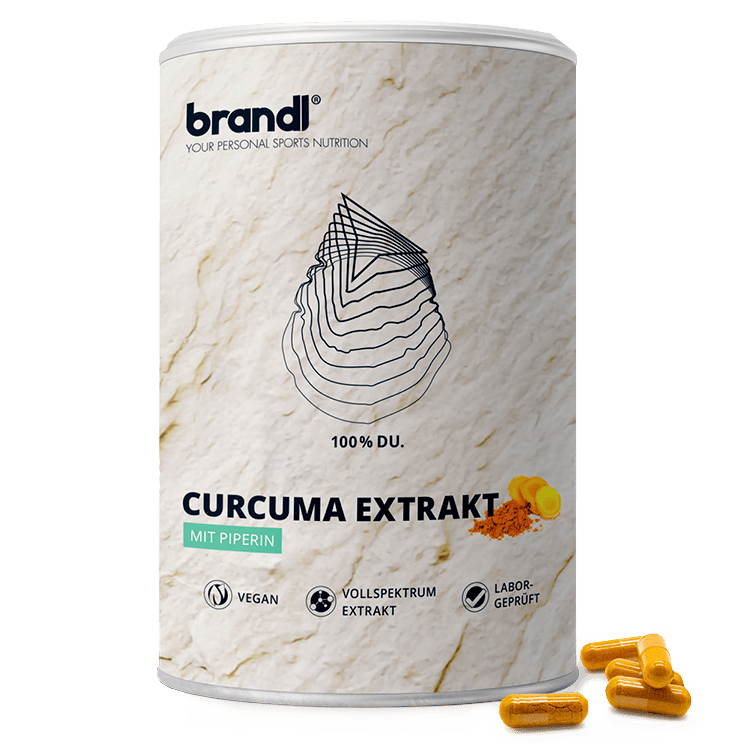 brandl®
YOUR PERSONAL SPORTS NUTRITION
100% DU.
CURCUMA EXTRAKT
MIT PIPERIN
VEGAN
VOLLSPEKTRUM
EXTRAKT
LABOR-
GEPRÜFT